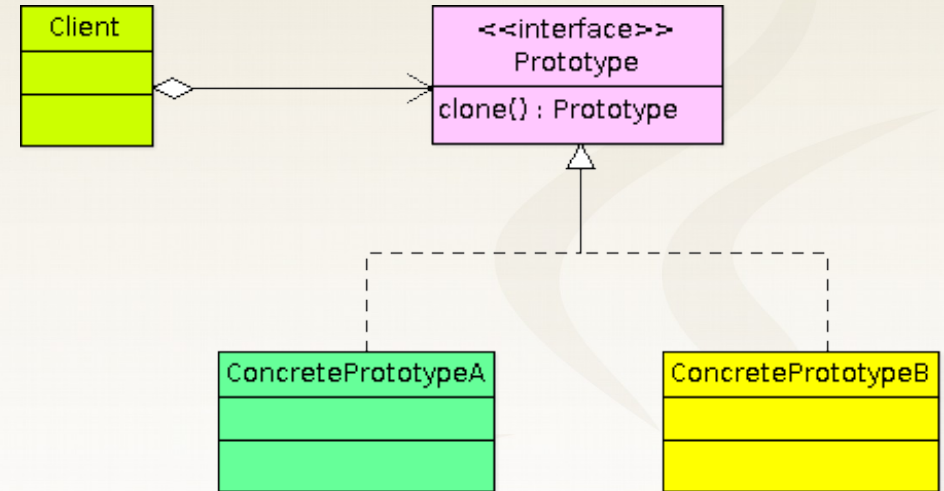 Client
<<interface>>
Prototype
clone() : Prototype
ConcretePrototypeA
ConcretePrototypeB